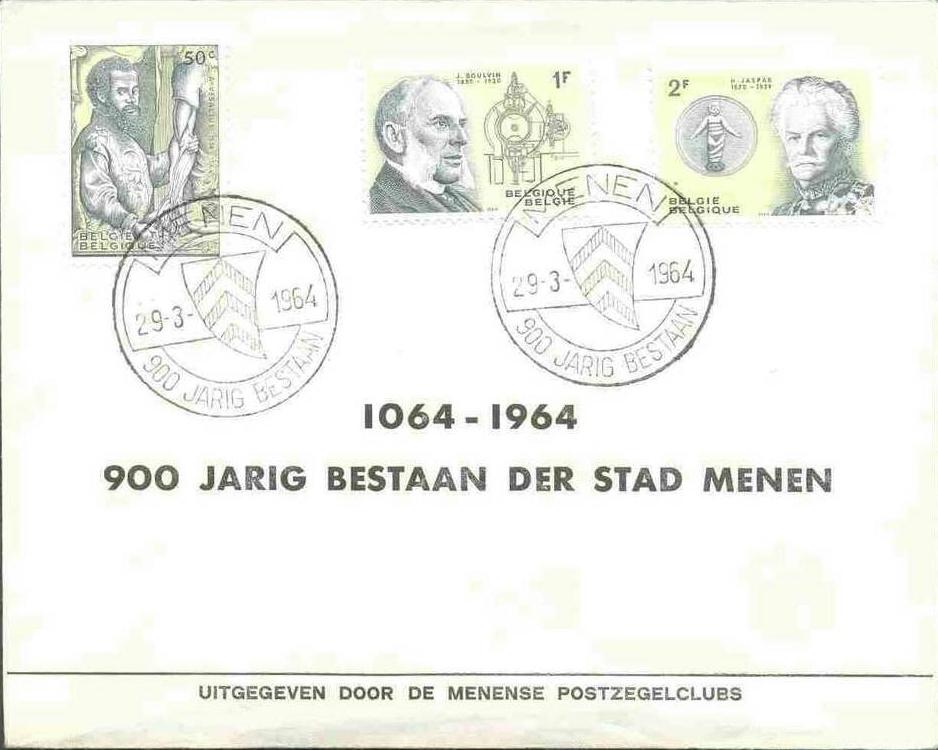 50c
A. VESSALIUS
BELGIE
BELGIQUE
J. BOULVIN
1855 - 1920
1F
BELGIQUE
BELGIË
2F
H. JASPAR
1870 - 1939
BELGIE
BELGIQUE
MENEN
29-3-1964
900 JARIG BESTAAN
MENEN
29-3-1964
900 JARIG BESTAAN
1064 - 1964
900 JARIG BESTAAN DER STAD MENEN
UITGEGEVEN DOOR DE MENENSE POSTZEGELCLUBS